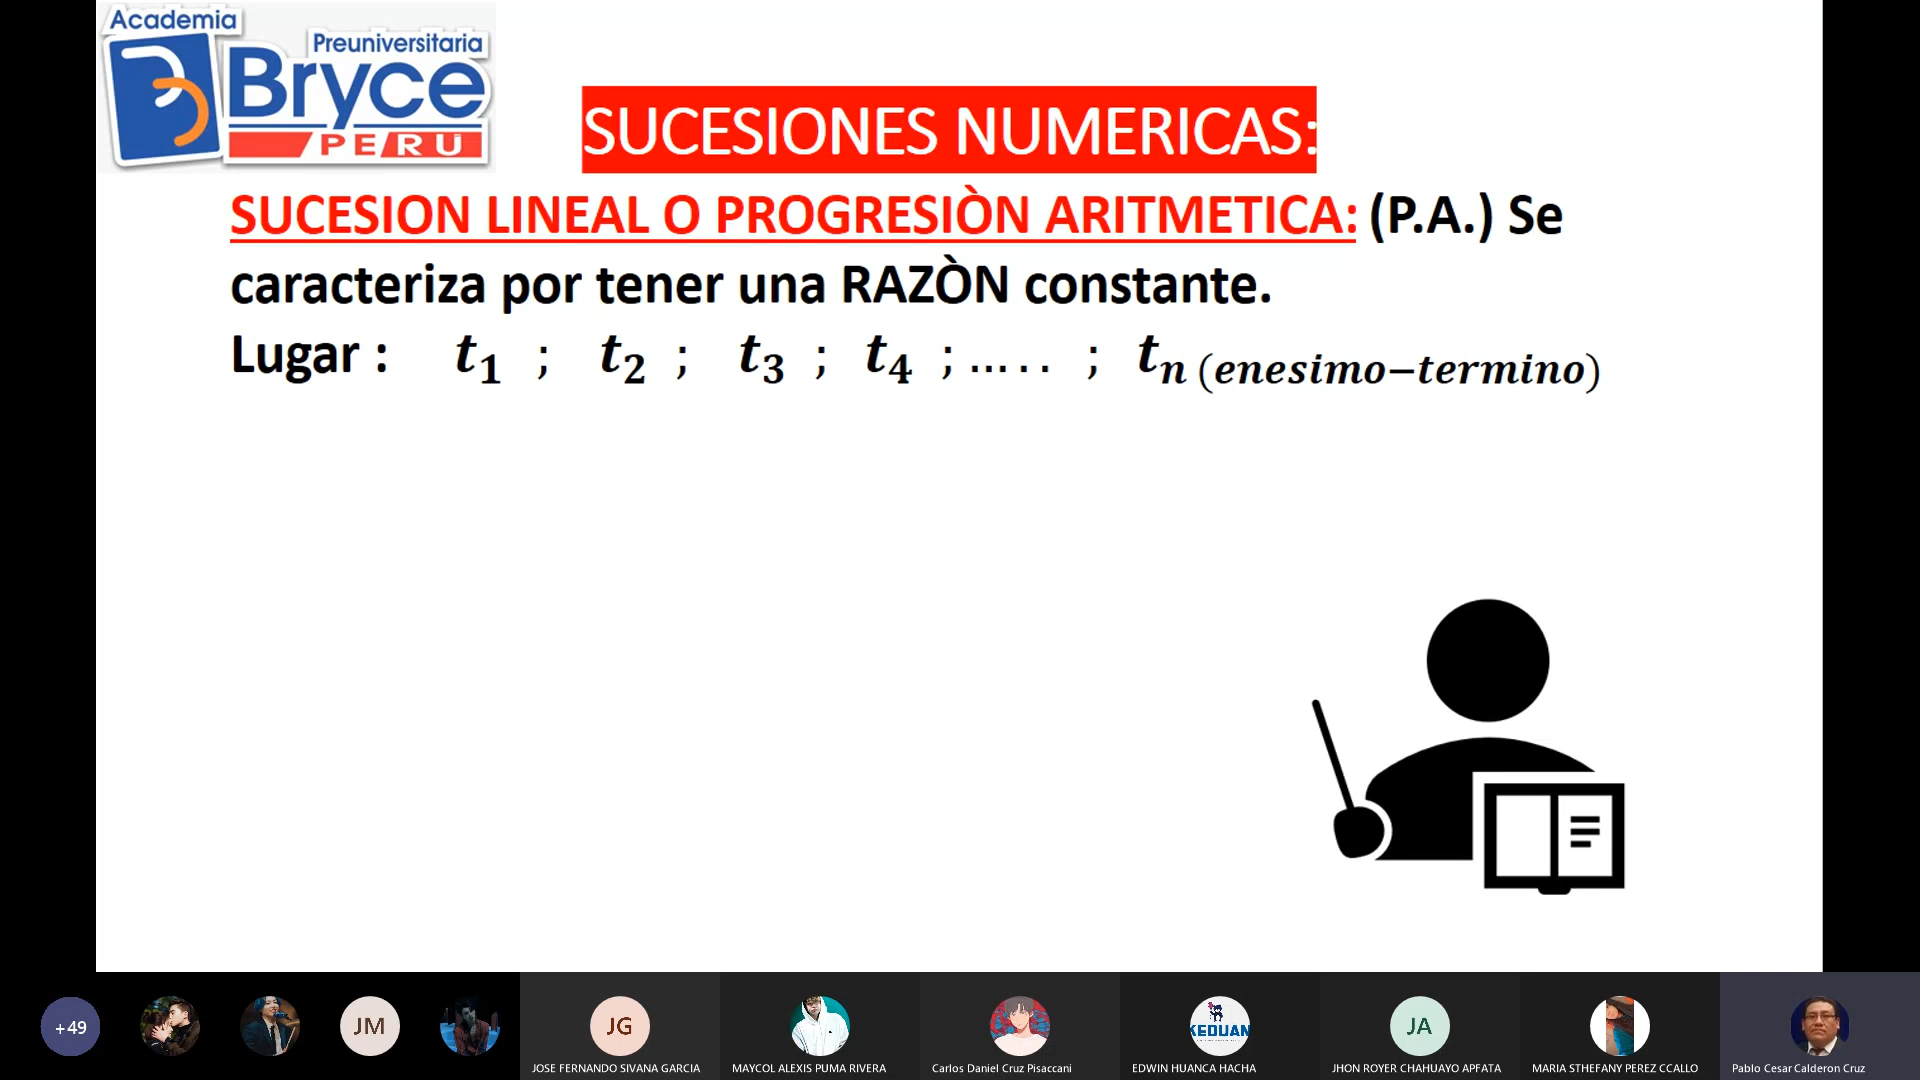 Academia
Preuniversitaria
Bryce
PERÚ
SUCESIONES NUMERICAS:
SUCESION LINEAL O PROGRESIÒN ARITMETICA: (P.A.) Se
caracteriza por tener una RAZÒN constante.
Lugar : t₁ ; t₂ ; t₃ ; t₄ ; ….. ; tₙ (enesimo−termino)
+49
JM
JG
KEDUAN
JA
JOSE FERNANDO SIVANA GARCIA
MAYCOL ALEXIS PUMA RIVERA
Carlos Daniel Cruz Pisaccani
EDWIN HUANCA HACHA
JHON ROYER CHAHUAYO APFATA
MARIA STHEFANY PEREZ CCALLO
Pablo Cesar Calderon Cruz